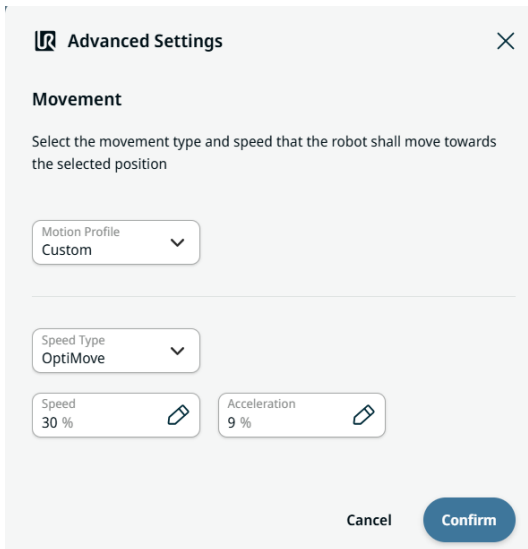 UR Advanced Settings
Movement
Select the movement type and speed that the robot shall move towards
the selected position
Motion Profile
Custom
Speed Type
OptiMove
Speed
30 %
Acceleration
9 %
Cancel
Confirm